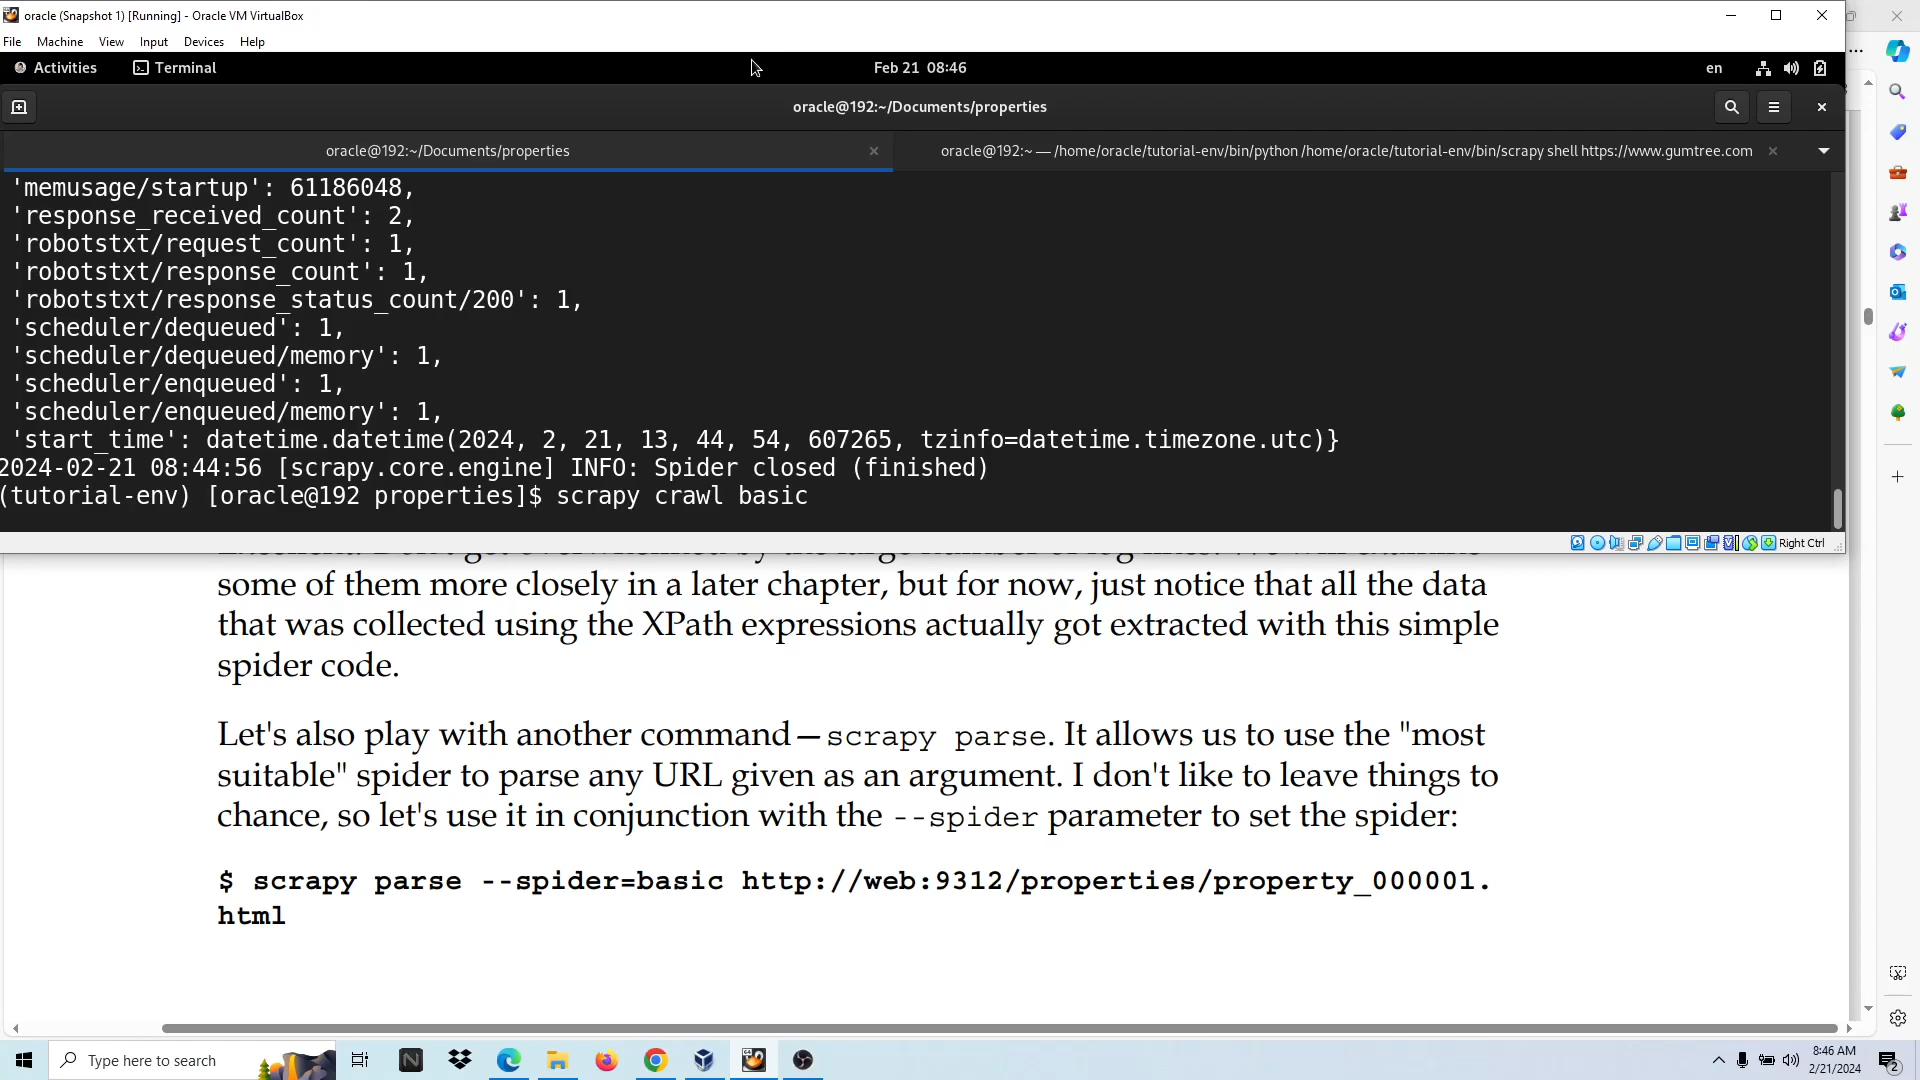 oracle (Snapshot 1) [Running] - Oracle VM VirtualBox
File Machine View Input Devices Help
Activities Terminal Feb 21 08:46 en
oracle@192:~/Documents/properties
oracle@192:~/Documents/properties oracle@192:~ — /home/oracle/tutorial-env/bin/python /home/oracle/tutorial-env/bin/scrapy shell https://www.gumtree.com
'memusage/startup': 61186048,
'response_received_count': 2,
'robotstxt/request_count': 1,
'robotstxt/response_count': 1,
'robotstxt/response_status_count/200': 1,
'scheduler/dequeued': 1,
'scheduler/dequeued/memory': 1,
'scheduler/enqueued': 1,
'scheduler/enqueued/memory': 1,
'start_time': datetime.datetime(2024, 2, 21, 13, 44, 54, 607265, tzinfo=datetime.timezone.utc)}
2024-02-21 08:44:56 [scrapy.core.engine] INFO: Spider closed (finished)
(tutorial-env) [oracle@192 properties]$ scrapy crawl basic
Right Ctrl
some of them more closely in a later chapter, but for now, just notice that all the data
that was collected using the XPath expressions actually got extracted with this simple
spider code.
Let's also play with another command—scrapy parse. It allows us to use the "most
suitable" spider to parse any URL given as an argument. I don't like to leave things to
chance, so let's use it in conjunction with the --spider parameter to set the spider:
$ scrapy parse --spider=basic http://web:9312/properties/property_000001.
html
Type here to search
8:46 AM
2/21/2024
2